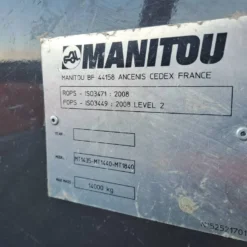 MANITOU
MANITOU BF 44158 ANCENIS CEDEX FRANCE
ROPS - ISO3471 : 2008
FOPS - ISO3449 : 2008 LEVEL 2
MT1435-MT1440-MT1840
14000 kg